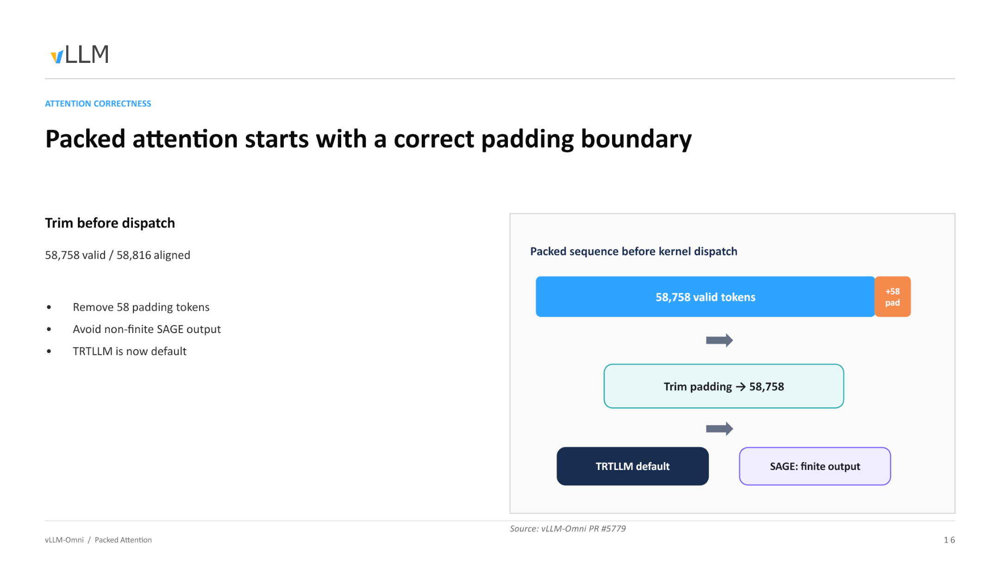 vLLM
ATTENTION CORRECTNESS
Packed attention starts with a correct padding boundary
Trim before dispatch
58,758 valid / 58,816 aligned
• Remove 58 padding tokens
• Avoid non-finite SAGE output
• TRTLLM is now default
Packed sequence before kernel dispatch
58,758 valid tokens
+58
pad
Trim padding → 58,758
TRTLLM default
SAGE: finite output
Source: vLLM-Omni PR #5779
vLLM-Omni / Packed Attention
16